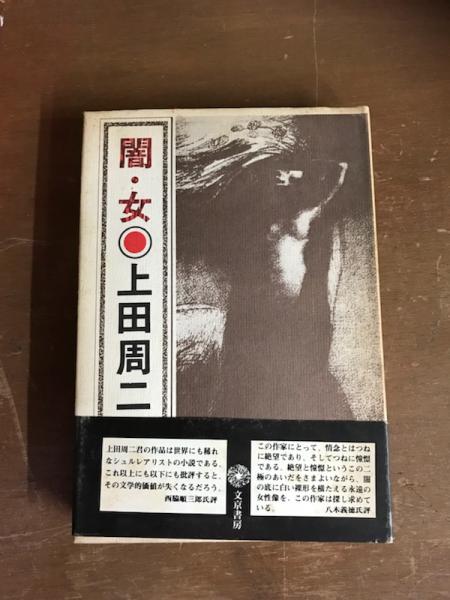 闇・女
上田周二
上田周二君の作品は世界にも稀れ
なシュルレアリストの小説である。
これ以上にも以下にも批評すると、
その文学的価値が失くなるだろう。
西脇順三郎氏評
文京書房
この作家にとって、情念とはつね
に絶望であり、そしてつねに憧憬
である。絶望と憧憬というこの二
極のあいだをさまよいながら、闇
の底に白い裸形を横たえる永遠の
女性像を、この作家は捜し求めて
いる。
八木義徳氏評